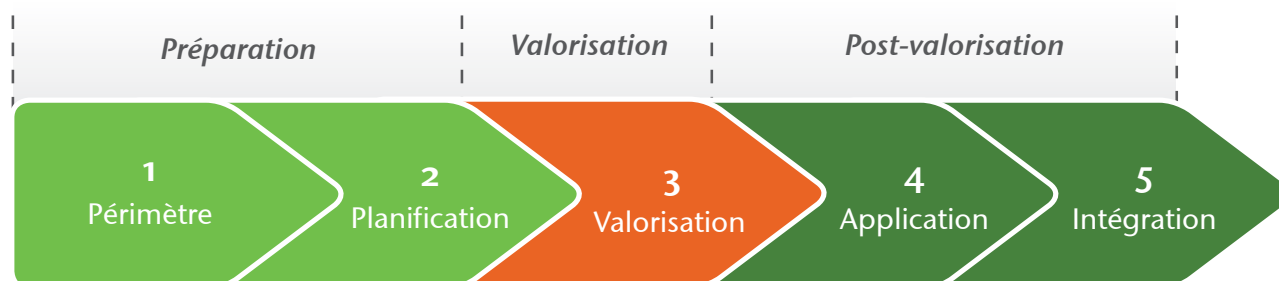 Préparation
Valorisation
Post-valorisation
1
Périmètre
2
Planification
3
Valorisation
4
Application
5
Intégration